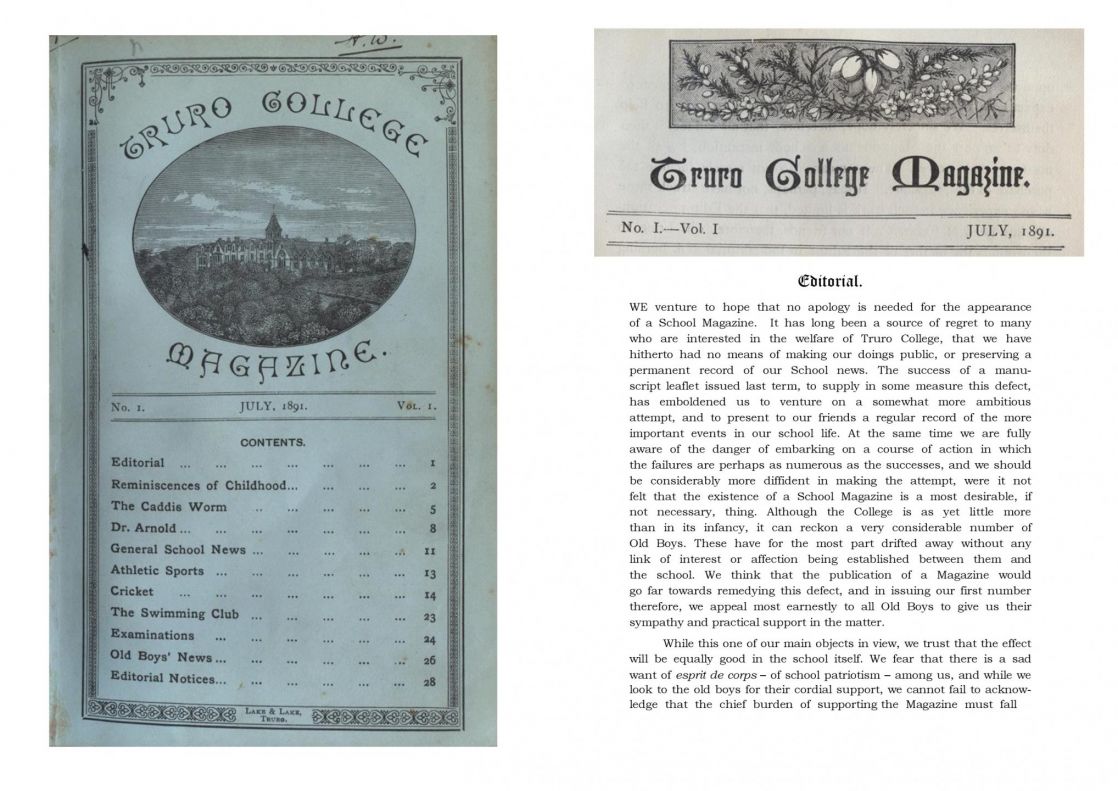 A.W.
TRURO COLLEGE
MAGAZINE.
No. 1. JULY, 1891. VOL. 1.
CONTENTS.
Editorial ... ... ... ... ... ... ... 1
Reminiscences of Childhood... ... ... ... 2
The Caddis Worm .. ... ... ... ... 5
Dr. Arnold ... ... ... ... ... ... ... 8
General School News ... ... ... ... ... 11
Athletic Sports ... ... ... ... ... ... 13
Cricket ... ... ... ... ... ... ... 14
The Swimming Club ... ... ... ... ... 23
Examinations ... ... ... ... ... ... 24
Old Boys' News ... ... ... ... ... ... 26
Editorial Notices... ... ... ... ... ... 28
LAKE & LAKE,
TRURO.
Truro College Magazine.
No. I.—Vol. I JULY, 1891.
Editorial.
WE venture to hope that no apology is needed for the appearance
of a School Magazine. It has long been a source of regret to many
who are interested in the welfare of Truro College, that we have
hitherto had no means of making our doings public, or preserving a
permanent record of our School news. The success of a manu-
script leaflet issued last term, to supply in some measure this defect,
has emboldened us to venture on a somewhat more ambitious
attempt, and to present to our friends a regular record of the more
important events in our school life. At the same time we are fully
aware of the danger of embarking on a course of action in which
the failures are perhaps as numerous as the successes, and we should
be considerably more diffident in making the attempt, were it not
felt that the existence of a School Magazine is a most desirable, if
not necessary, thing. Although the College is as yet little more
than in its infancy, it can reckon a very considerable number of
Old Boys. These have for the most part drifted away without any
link of interest or affection being established between them and
the school. We think that the publication of a Magazine would
go far towards remedying this defect, and in issuing our first number
therefore, we appeal most earnestly to all Old Boys to give us their
sympathy and practical support in the matter.
While this one of our main objects in view, we trust that the effect
will be equally good in the school itself. We fear that there is a sad
want of esprit de corps – of school patriotism – among us, and while we
look to the old boys for their cordial support, we cannot fail to acknow-
ledge that the chief burden of supporting the Magazine must fall